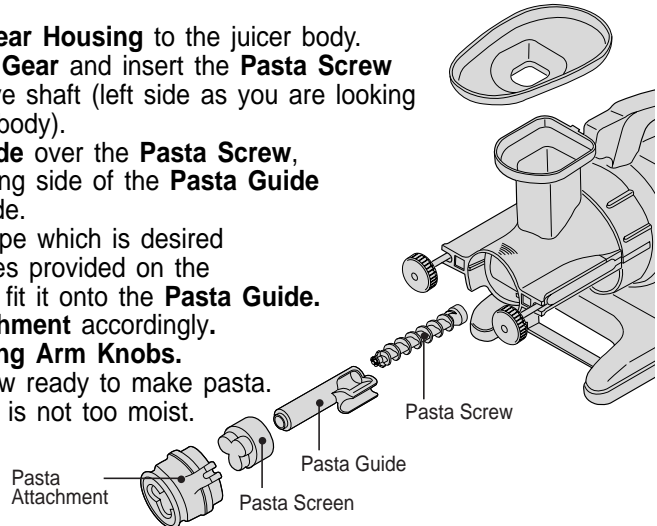 ear Housing to the juicer body.
Gear and insert the Pasta Screw
ve shaft (left side as you are looking
body).
de over the Pasta Screw,
ng side of the Pasta Guide
de.
pe which is desired
es provided on the
fit it onto the Pasta Guide.
hment accordingly.
ng Arm Knobs.
w ready to make pasta.
is not too moist.
Pasta Screw
Pasta Guide
Pasta Screen
Pasta
Attachment